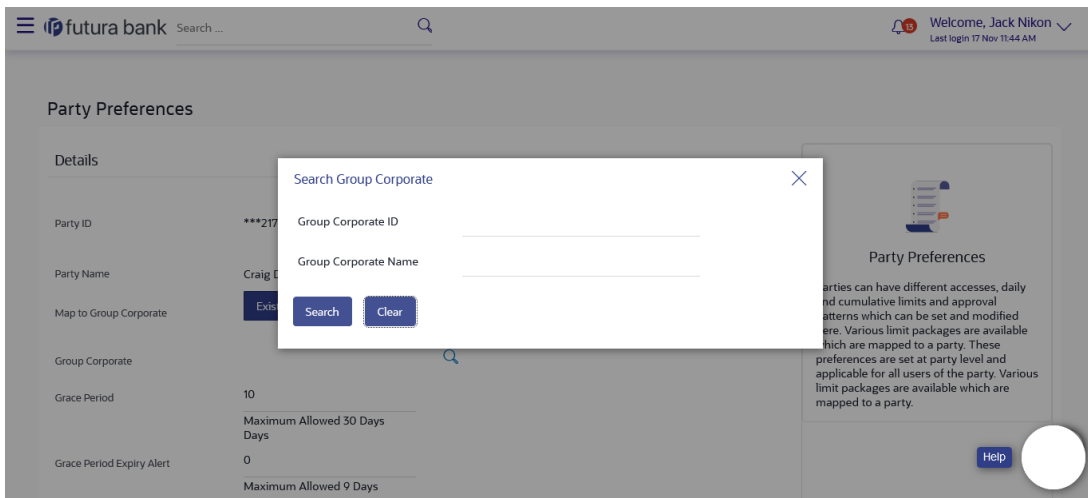 futura bank
Search ...
13
Welcome, Jack Nikon
Last login 17 Nov 11:44 AM
Party Preferences
Details
Search Group Corporate
Group Corporate ID
Group Corporate Name
Search
Clear
Party ID
***217
Party Name
Craig
Map to Group Corporate
Group Corporate
Grace Period
10
Maximum Allowed 30 Days
Days
Grace Period Expiry Alert
0
Maximum Allowed 9 Days
Party Preferences
arties can have different accesses, daily
nd cumulative limits and approval
atterns which can be set and modified
ere. Various limit packages are available
hich are mapped to a party. These
preferences are set at party level and
applicable for all users of the party. Various
limit packages are available which are
mapped to a party.
Help